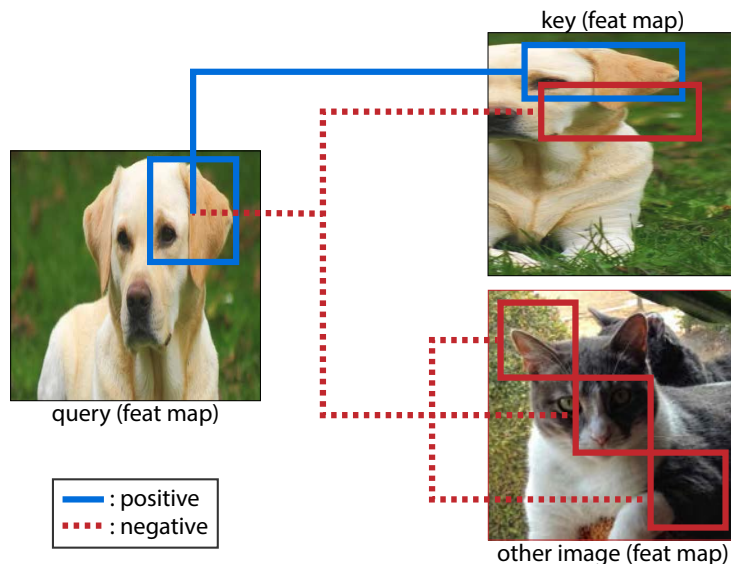 key (feat map)
query (feat map)
: positive
: negative
other image (feat map)